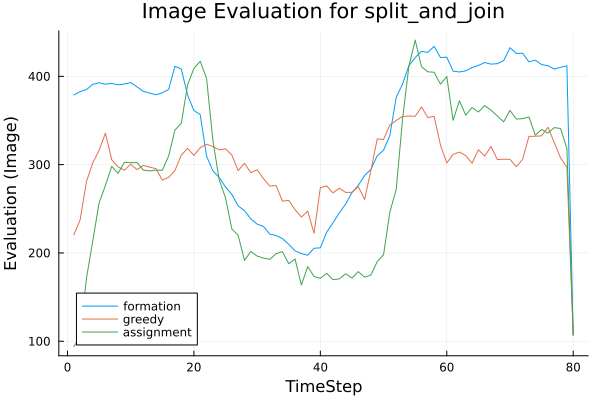 Image Evaluation for split_and_join
Evaluation (Image)
400
300
200
100
formation
greedy
assignment
0
20
40
60
80
TimeStep